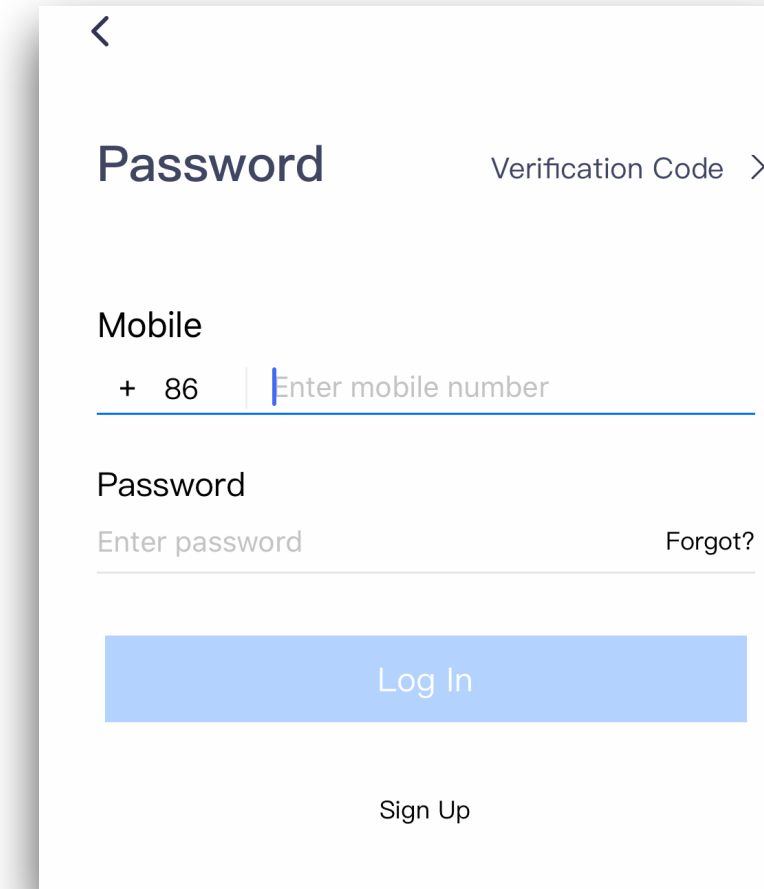 Password
Verification Code
Mobile
+ 86 Enter mobile number
Password
Enter password Forgot?
Log In
Sign Up